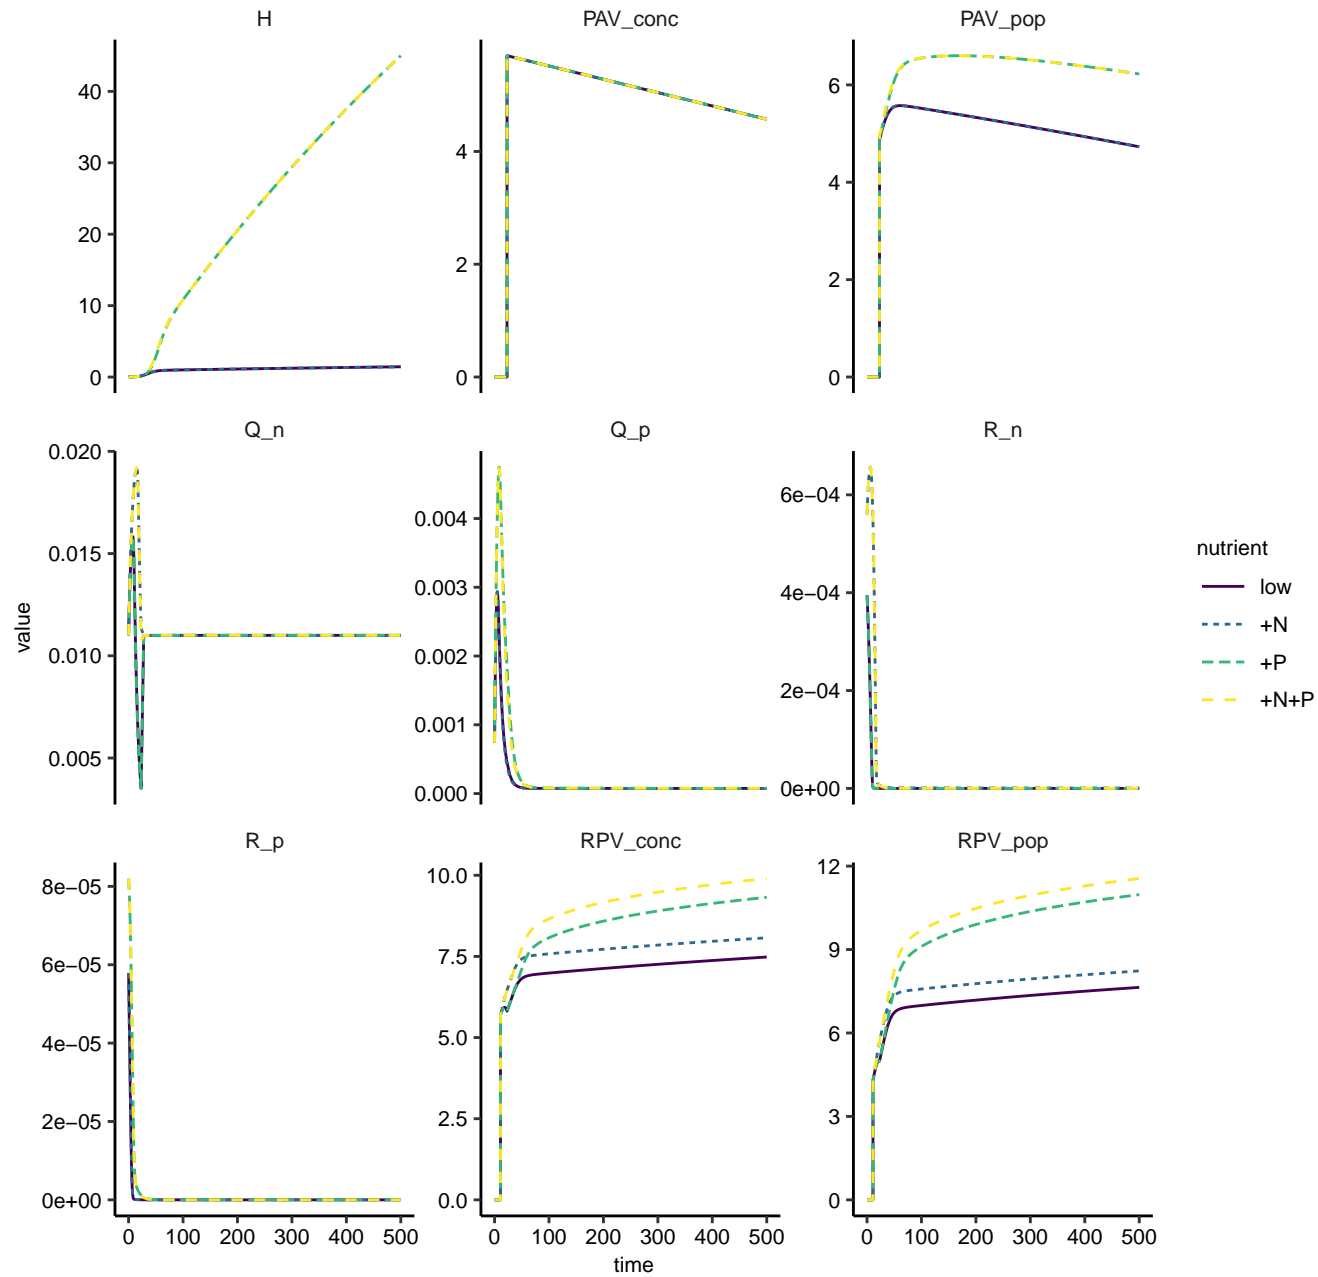 H
PAV_conc
PAV_pop
40
30
20
10
0
4
2
0
6
4
2
0
Q_n
Q_p
R_n
0.020
0.015
0.010
0.005
0.004
0.003
0.002
0.001
0.000
6e−04
4e−04
2e−04
0e+00
R_p
RPV_conc
RPV_pop
8e−05
6e−05
4e−05
2e−05
0e+00
10.0
7.5
5.0
2.5
0.0
12
9
6
3
0
0 100 200 300 400 500
0 100 200 300 400 500
0 100 200 300 400 500
time
value
nutrient
low
+N
+P
+N+P